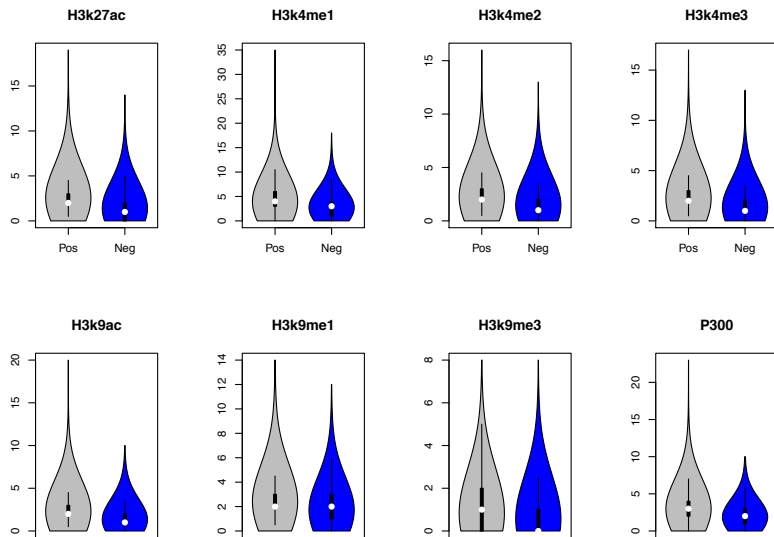 H3k27ac H3k4me1 H3k4me2 H3k4me3
15 35 15 15
30
25
10 20 10 10
15
5 10 5 5
5
0 0 0 0
Pos Neg Pos Neg Pos Neg Pos Neg
H3k9ac H3k9me1 H3k9me3 P300
20 14 8
12 20
15 10 6 15
8
10 6 4 10
5 4 2 5
2
0 0 0 0